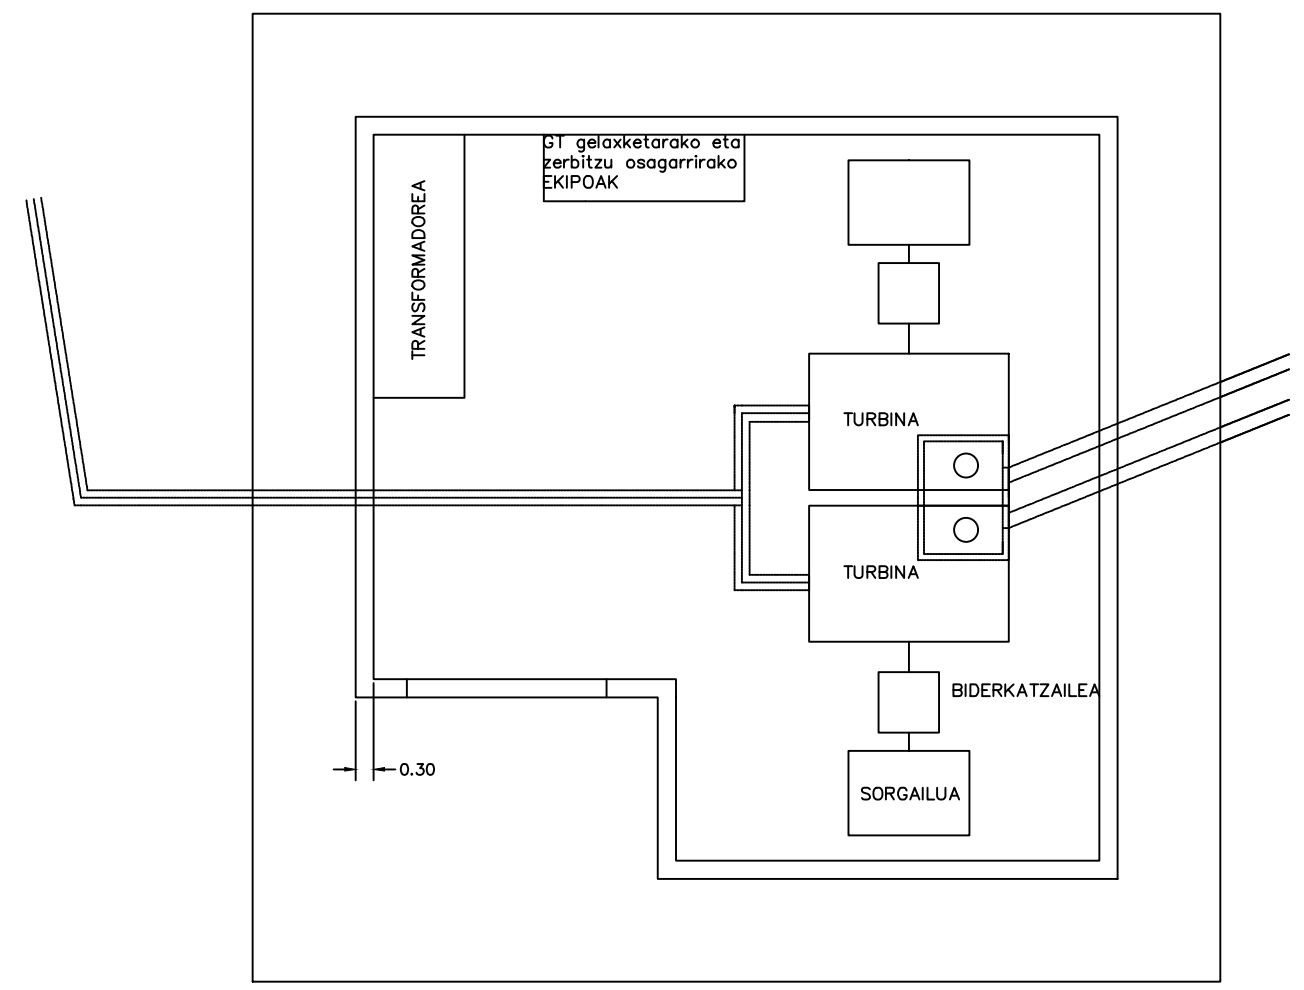 GT gelaxketarako eta
zerbitzu osagarrirako
EKIPOAK
TRANSFORMADOREA
TURBINA
TURBINA
BIDERKATZAILEA
0.30
SORGAILUA